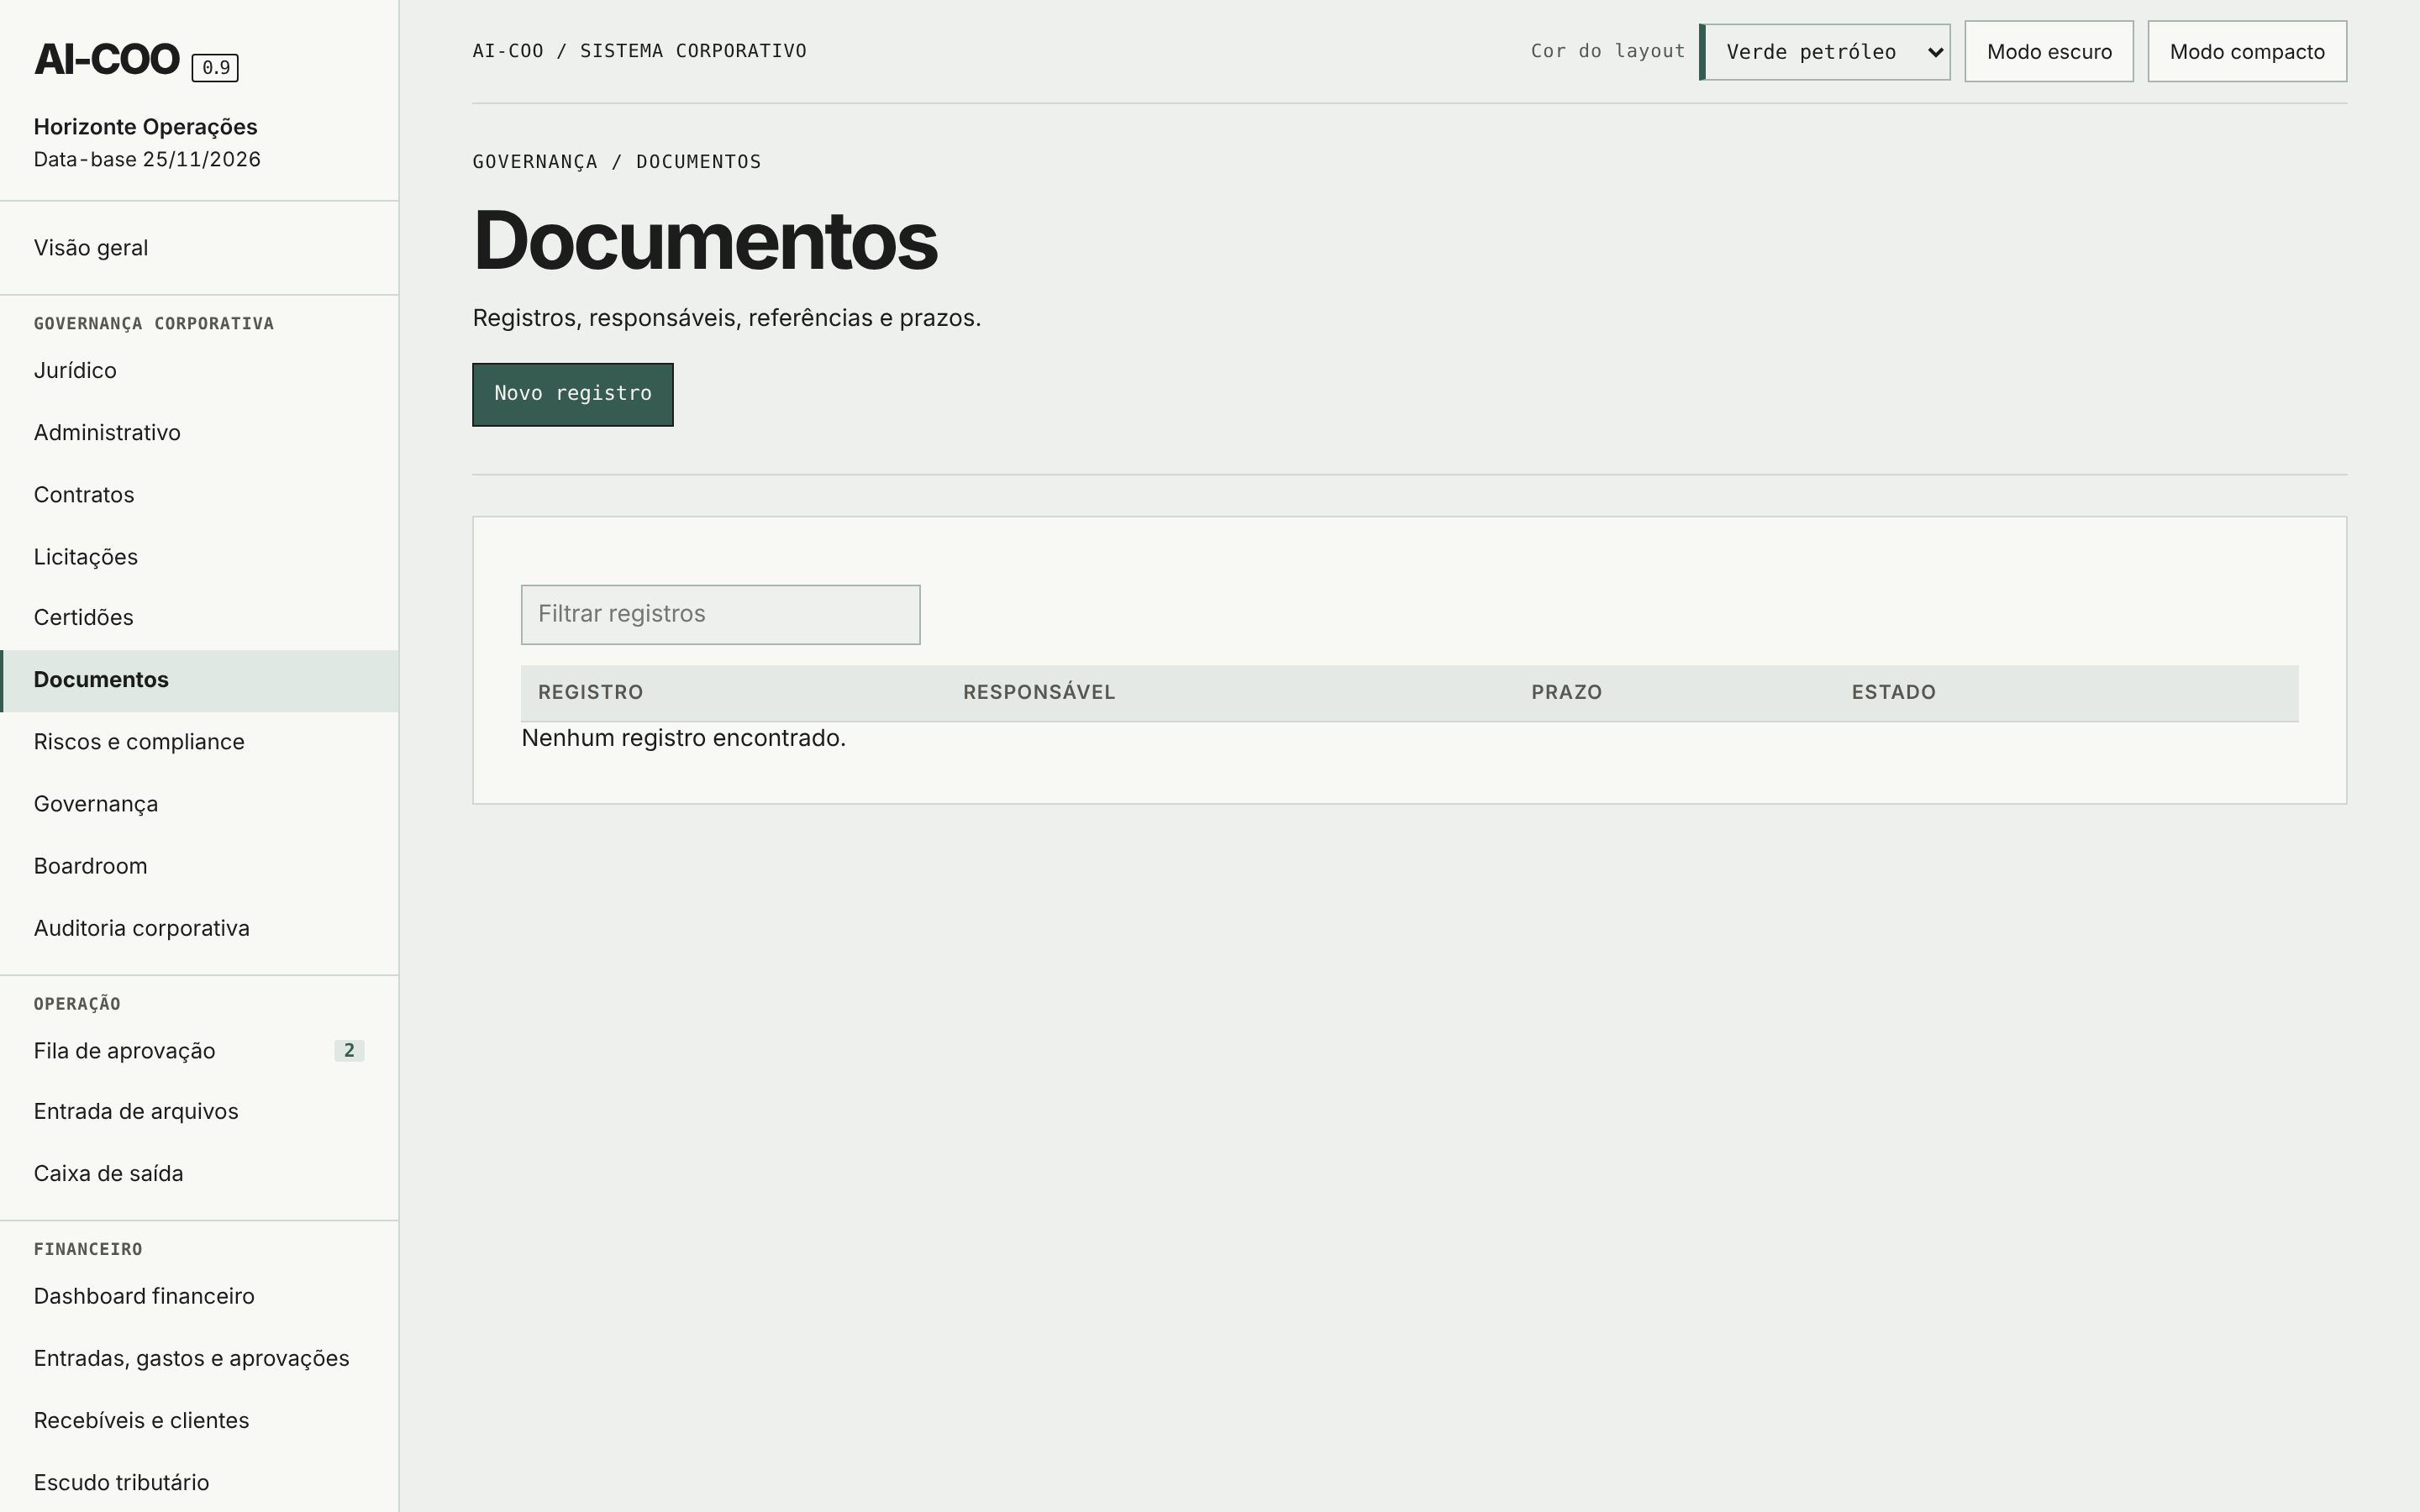 AI-COO 0.9
Horizonte Operações
Data-base 25/11/2026
Visão geral
GOVERNANÇA CORPORATIVA
Jurídico
Administrativo
Contratos
Licitações
Certidões
Documentos
Riscos e compliance
Governança
Boardroom
Auditoria corporativa
OPERAÇÃO
Fila de aprovação 2
Entrada de arquivos
Caixa de saída
FINANCEIRO
Dashboard financeiro
Entradas, gastos e aprovações
Recebíveis e clientes
Escudo tributário
AI-COO / SISTEMA CORPORATIVO
Cor do layout Verde petróleo Modo escuro Modo compacto
GOVERNANÇA / DOCUMENTOS
Documentos
Registros, responsáveis, referências e prazos.
Novo registro
Filtrar registros
REGISTRO RESPONSÁVEL PRAZO ESTADO
Nenhum registro encontrado.